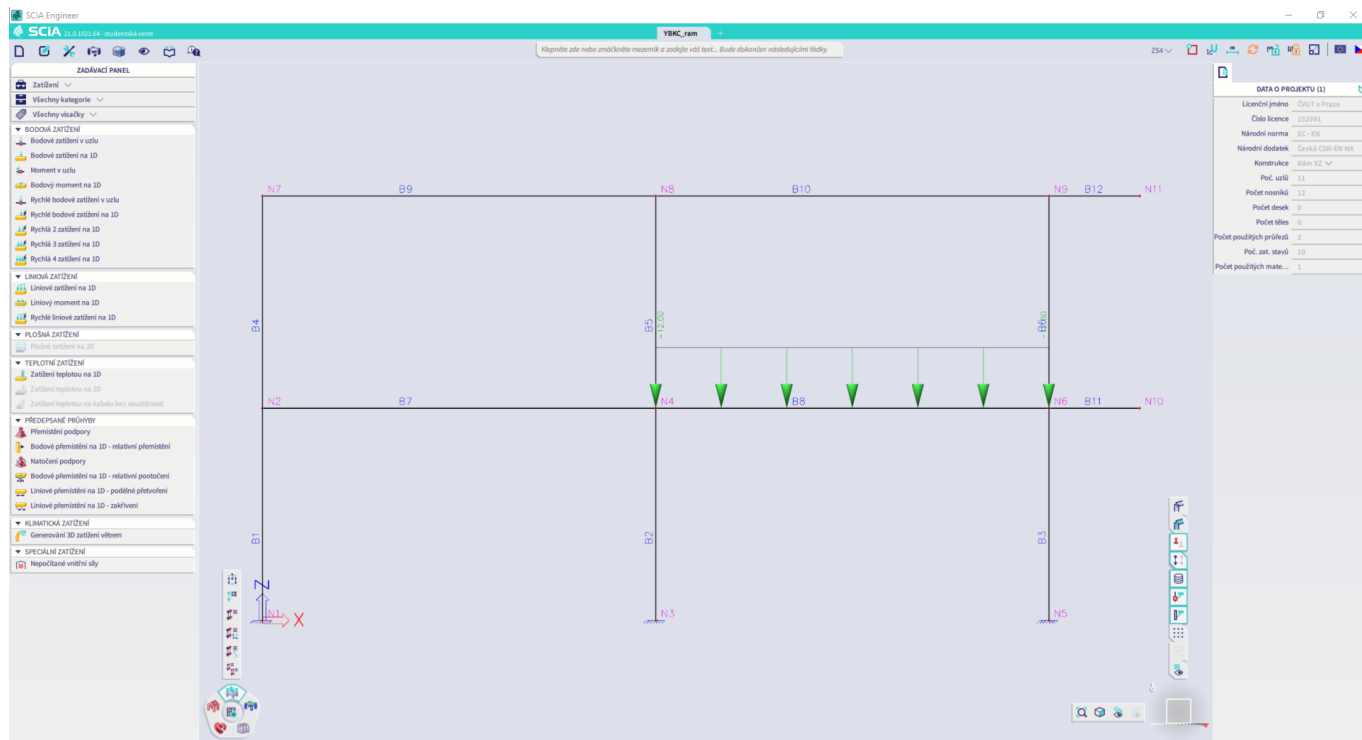 SCIA Engineer
SCIA 21.0.1021.64 - studentská verze
YBKC_ram
+
Klepněte zde nebo zmáčkněte mezerník a zadejte váš text... Bude dokonám následujícími řádky.
ZS4
ZADÁVACÍ PANEL
Zatížení
Všechny kategorie
Všechny visačky
BODOVÁ ZATÍŽENÍ
Bodové zatížení v uzlu
Bodové zatížení na 1D
Moment v uzlu
Bodový moment na 1D
Rychlé bodové zatížení v uzlu
Rychlé bodové zatížení na 1D
Rychlá 2 zatížení na 1D
Rychlá 3 zatížení na 1D
Rychlá 4 zatížení na 1D
LINIOVÁ ZATÍŽENÍ
Liniové zatížení na 1D
Liniový moment na 1D
Rychlé liniové zatížení na 1D
PLOŠNÁ ZATÍŽENÍ
Plošné zatížení na 2D
TEPLOTNÍ ZATÍŽENÍ
Zatížení teplotou na 1D
Zatížení teplotou na 2D
Zatížení teplotou na kabelu bez soudržnosti
PŘEDEPSANÉ PRŮHYBY
Přemístění podpory
Bodové přemístění na 1D - relativní přemístění
Natočení podpory
Bodové přemístění na 1D - relativní pootočení
Liniové přemístění na 1D - podélné přetvoření
Liniové přemístění na 1D - zakřivení
KLIMATICKÁ ZATÍŽENÍ
Generování 3D zatížení větrem
SPECIÁLNÍ ZATÍŽENÍ
Nepočítané vnitřní síly
N7 B9 N8 B10 N9 B12 N11
B4 B5 -12.00 B6
N2 B7 N4 B8 N6 B11 N10
B1 B2 B3
Z
N1 X N3 N5
DATA O PROJEKTU (1)
Licenční jméno ČVUT v Praze
Číslo licence 152091
Národní norma EC - EN
Národní dodatek Česká CSN-EN NA
Konstrukce Rám XZ
Poč. uzlů 11
Počet nosníků 12
Počet desek 0
Počet těles 0
Počet použitých průřezů 2
Poč. zat. stavů 10
Počet použitých mate... 1